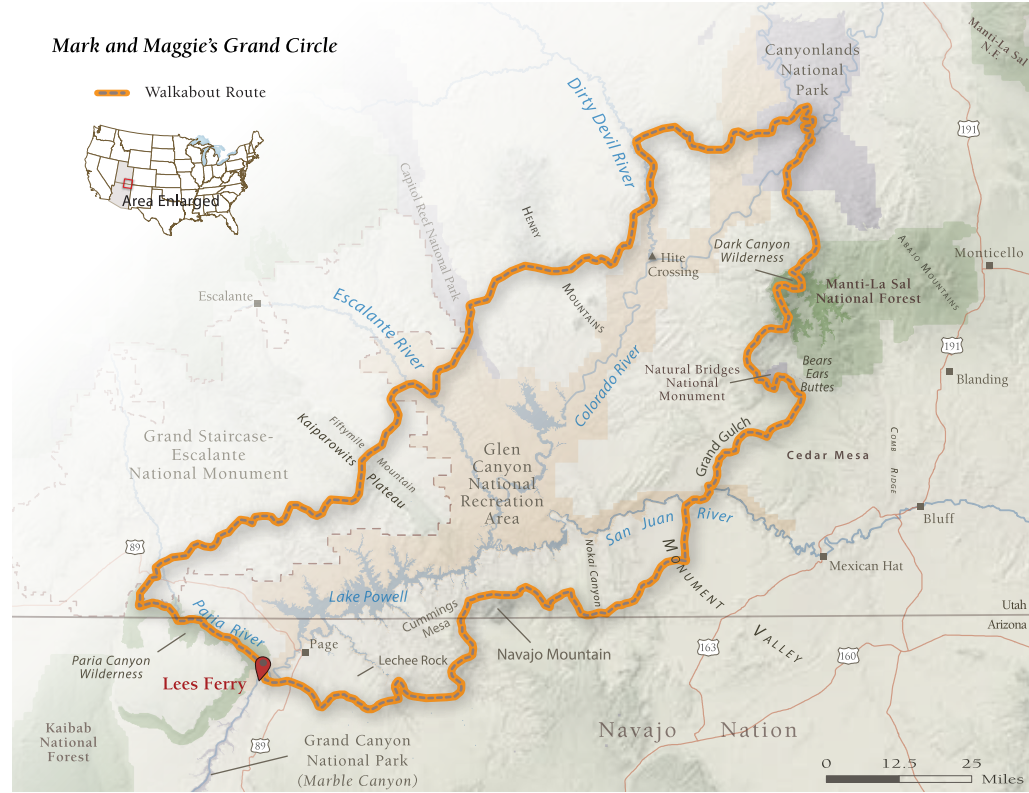 Mark and Maggie's Grand Circle
Walkabout Route
Area Enlarged
Canyonlands
National
Park
Manti-La Sal
N.F.
191
Dirty Devil River
Capitol Reef National Park
HENRY
MOUNTAINS
Dark Canyon
Wilderness
Hite
Crossing
ABAJO MOUNTAINS
Monticello
Manti-La Sal
National Forest
Escalante
Escalante River
191
Colorado River
Natural Bridges
National
Monument
Bears
Ears
Buttes
Blanding
Fiftymile
Mountain
Kaiparowits
Plateau
Grand Staircase-
Escalante
National Monument
Glen
Canyon
National
Recreation
Area
Grand Gulch
Cedar Mesa
COMB RIDGE
San Juan River
Bluff
89
Nokai Canyon
MONUMENT
VALLEY
Mexican Hat
Lake Powell
Cummings
Mesa
Utah
Arizona
Paria River
Page
Paria Canyon
Wilderness
Lechee Rock
Navajo Mountain
163
160
Lees Ferry
Kaibab
National
Forest
89
Grand Canyon
National Park
(Marble Canyon)
Navajo Nation
0 12.5 25
Miles